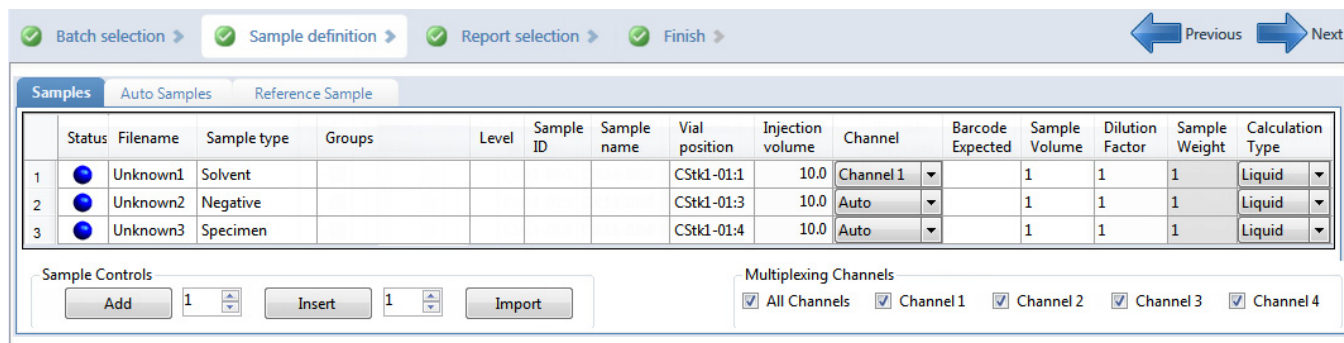 Batch selection Sample definition Report selection Finish Previous Next
Samples Auto Samples Reference Sample
Status Filename Sample type Groups Level Sample ID Sample name Vial position Injection volume Channel Barcode Expected Sample Volume Dilution Factor Sample Weight Calculation Type
1 Unknown1 Solvent CStk1-01:1 10.0 Channel 1 1 1 1 Liquid
2 Unknown2 Negative CStk1-01:3 10.0 Auto 1 1 1 Liquid
3 Unknown3 Specimen CStk1-01:4 10.0 Auto 1 1 1 Liquid
Sample Controls Multiplexing Channels
Add 1 Insert 1 Import All Channels Channel 1 Channel 2 Channel 3 Channel 4